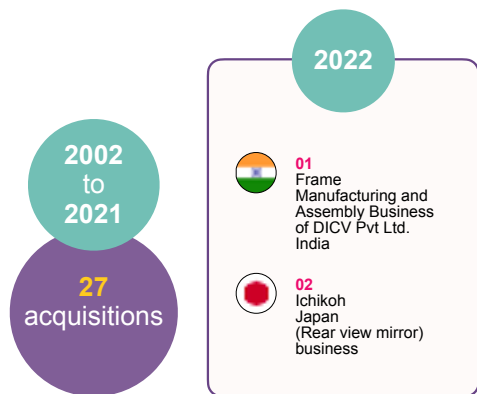 2002
to
2021
27
acquisitions
2022
01
Frame
Manufacturing and
Assembly Business
of DICV Pvt Ltd.
India
02
Ichikoh
Japan
(Rear view mirror)
business